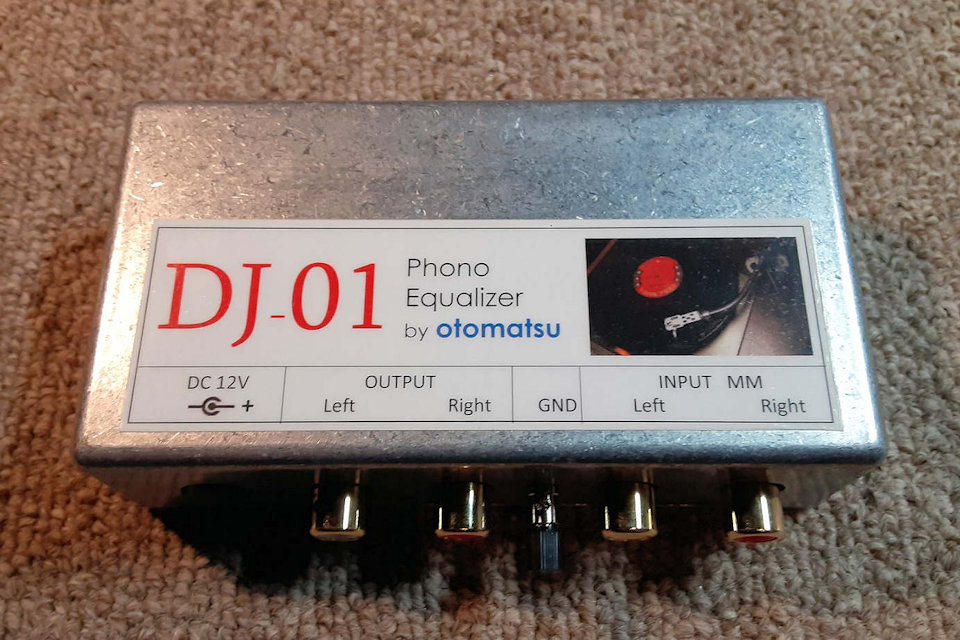 DJ-01
Phono
Equalizer
by otomatsu
DC 12V
+
OUTPUT
Left Right
GND
INPUT MM
Left Right